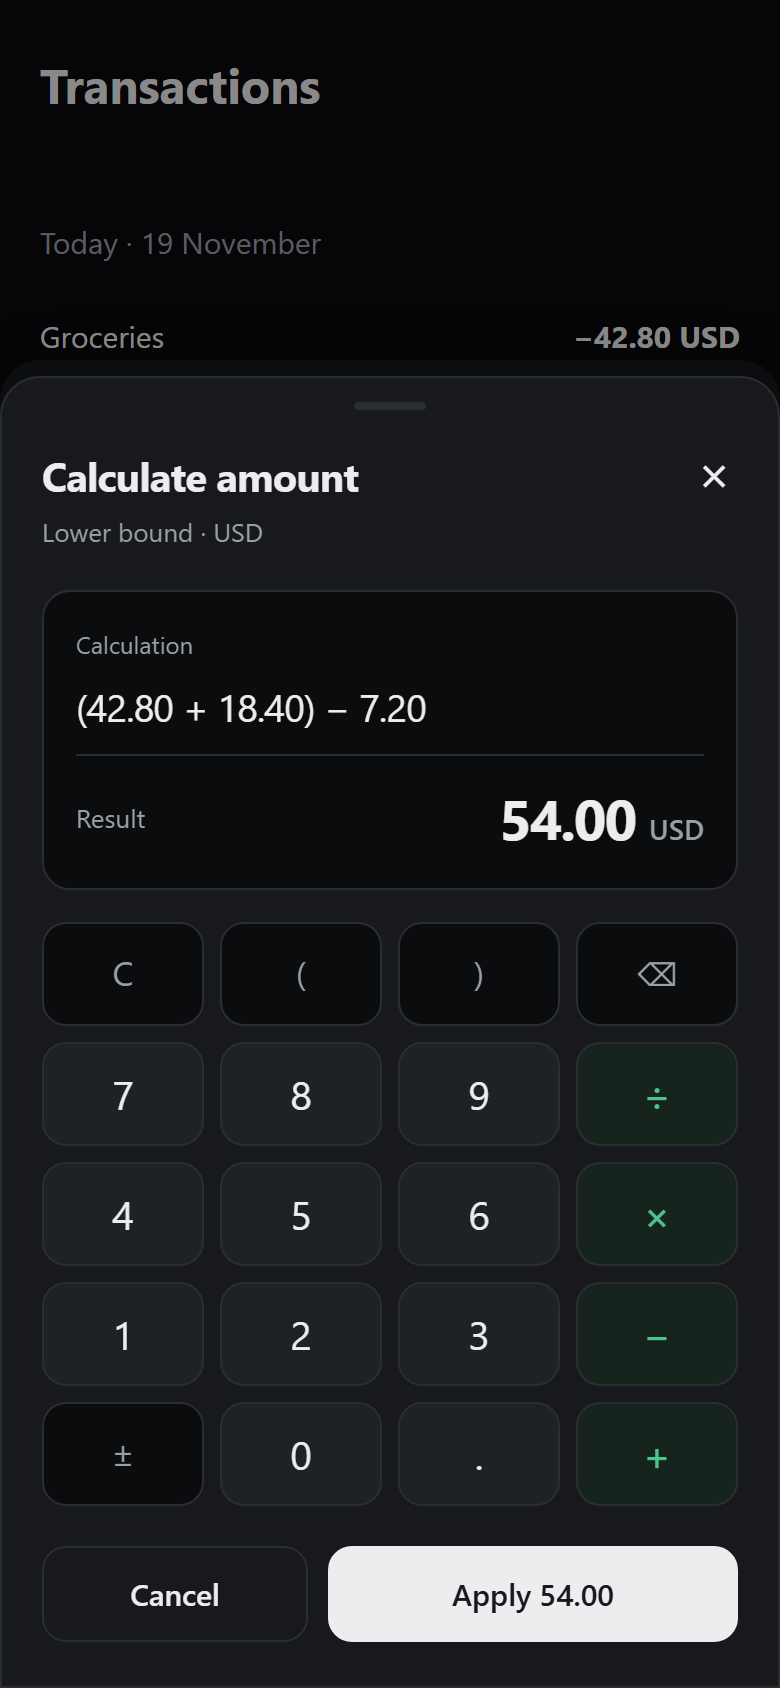 Transactions
Today · 19 November
Groceries −42.80 USD
Calculate amount ✕
Lower bound · USD
Calculation
(42.80 + 18.40) − 7.20
Result 54.00 USD
C ( ) ⌫
7 8 9 ÷
4 5 6 ×
1 2 3 −
± 0 . +
Cancel Apply 54.00